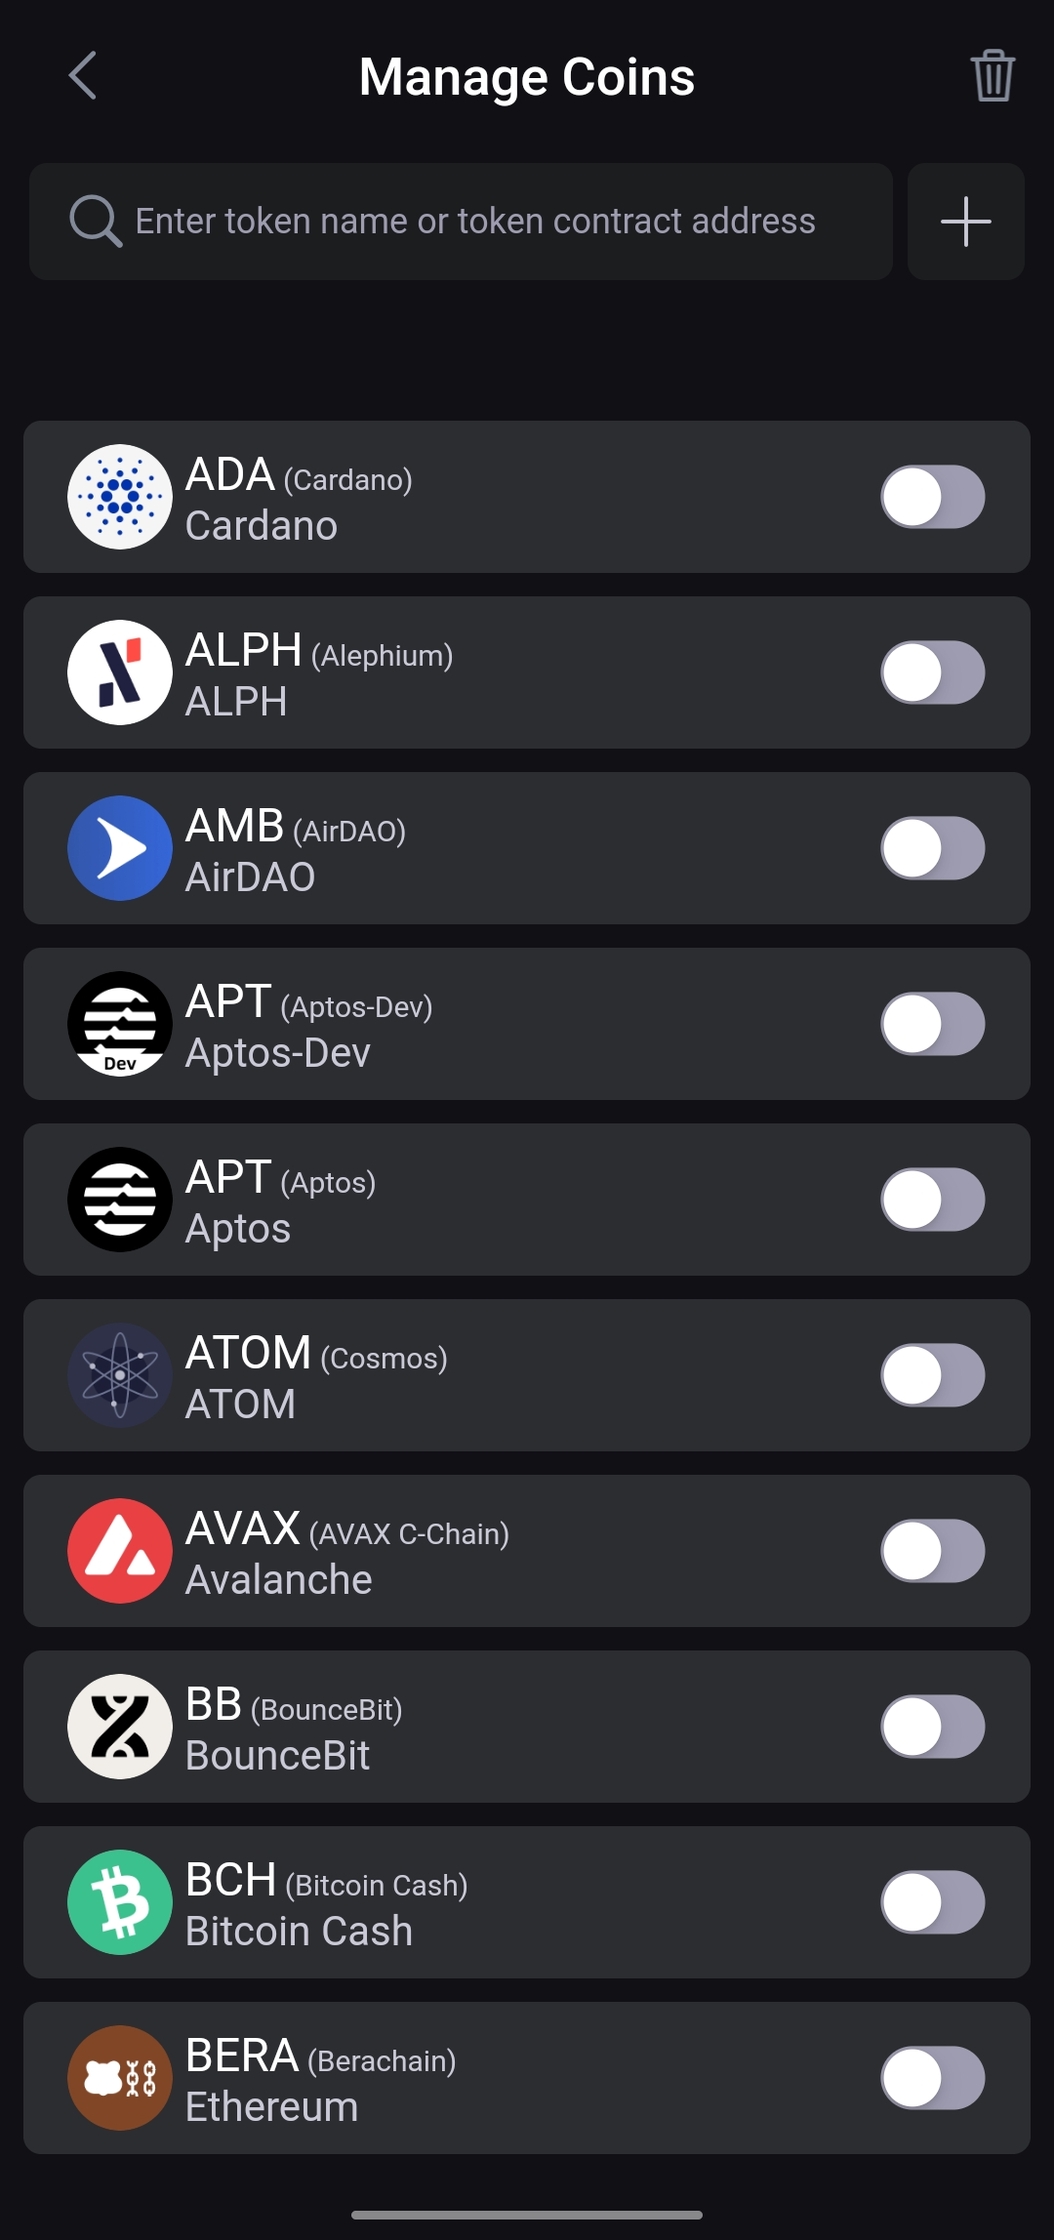 Manage Coins
Enter token name or token contract address
ADA (Cardano)
Cardano
ALPH (Alephium)
ALPH
AMB (AirDAO)
AirDAO
APT (Aptos-Dev)
Aptos-Dev
Dev
APT (Aptos)
Aptos
ATOM (Cosmos)
ATOM
AVAX (AVAX C-Chain)
Avalanche
BB (BounceBit)
BounceBit
BCH (Bitcoin Cash)
Bitcoin Cash
BERA (Berachain)
Ethereum